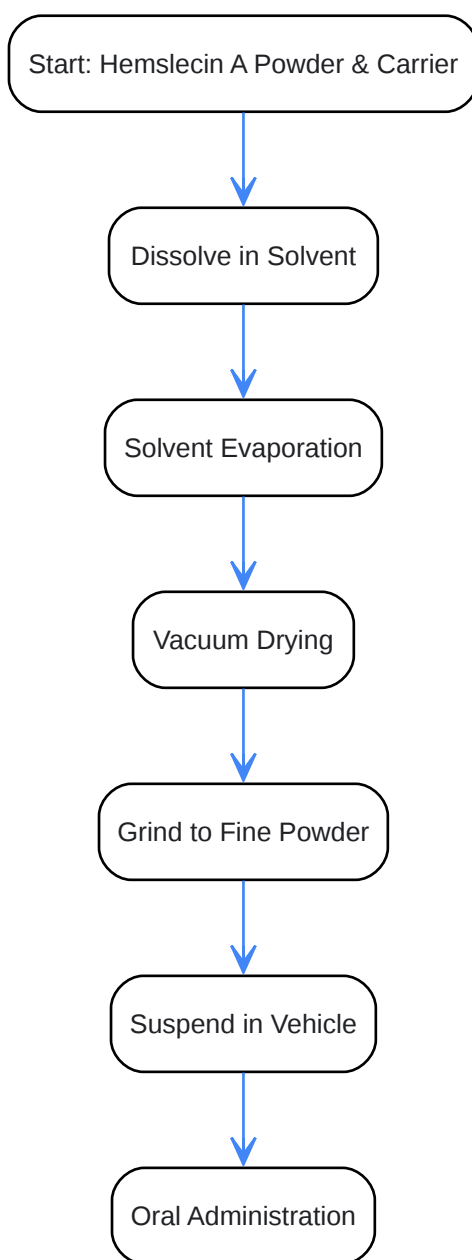 Start: Hemslecin A Powder & Carrier
Dissolve in Solvent
Solvent Evaporation
Vacuum Drying
Grind to Fine Powder
Suspend in Vehicle
Oral Administration